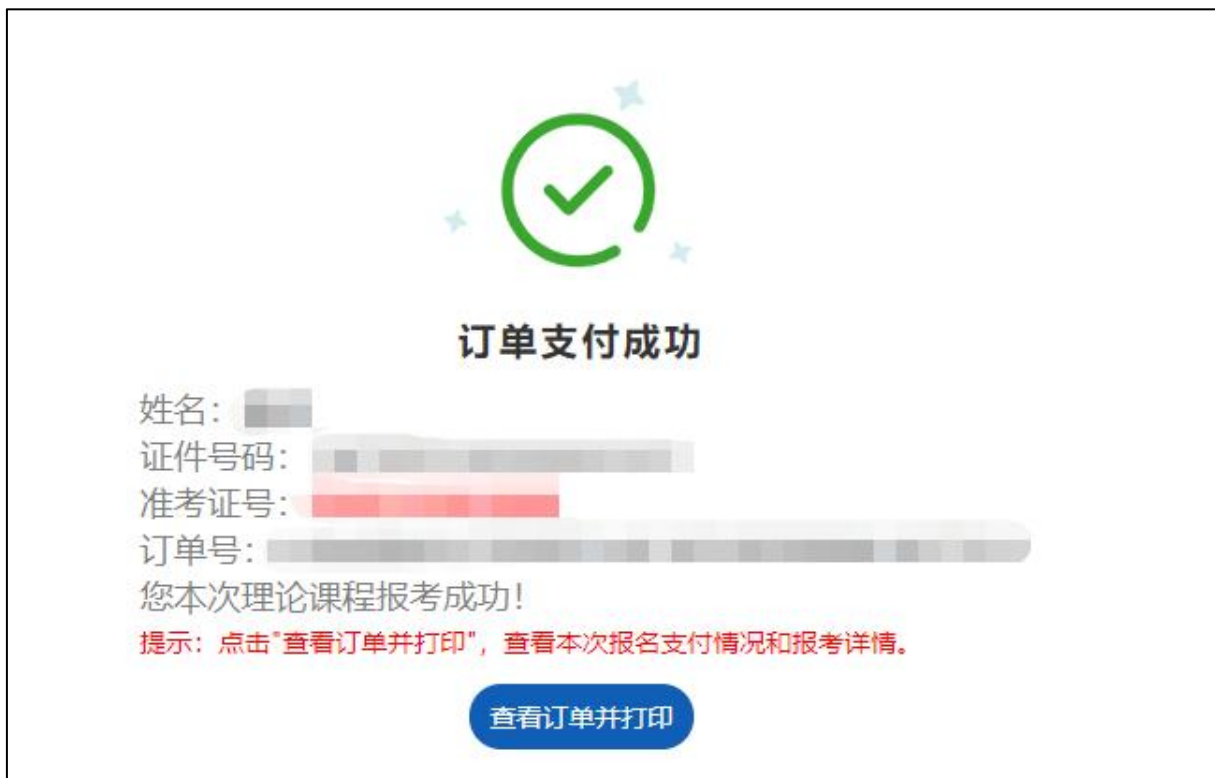 订单支付成功
姓名：
证件号码：
准考证号：
订单号：
您本次理论课程报考成功！
提示：点击"查看订单并打印"，查看本次报名支付情况和报考详情。
查看订单并打印